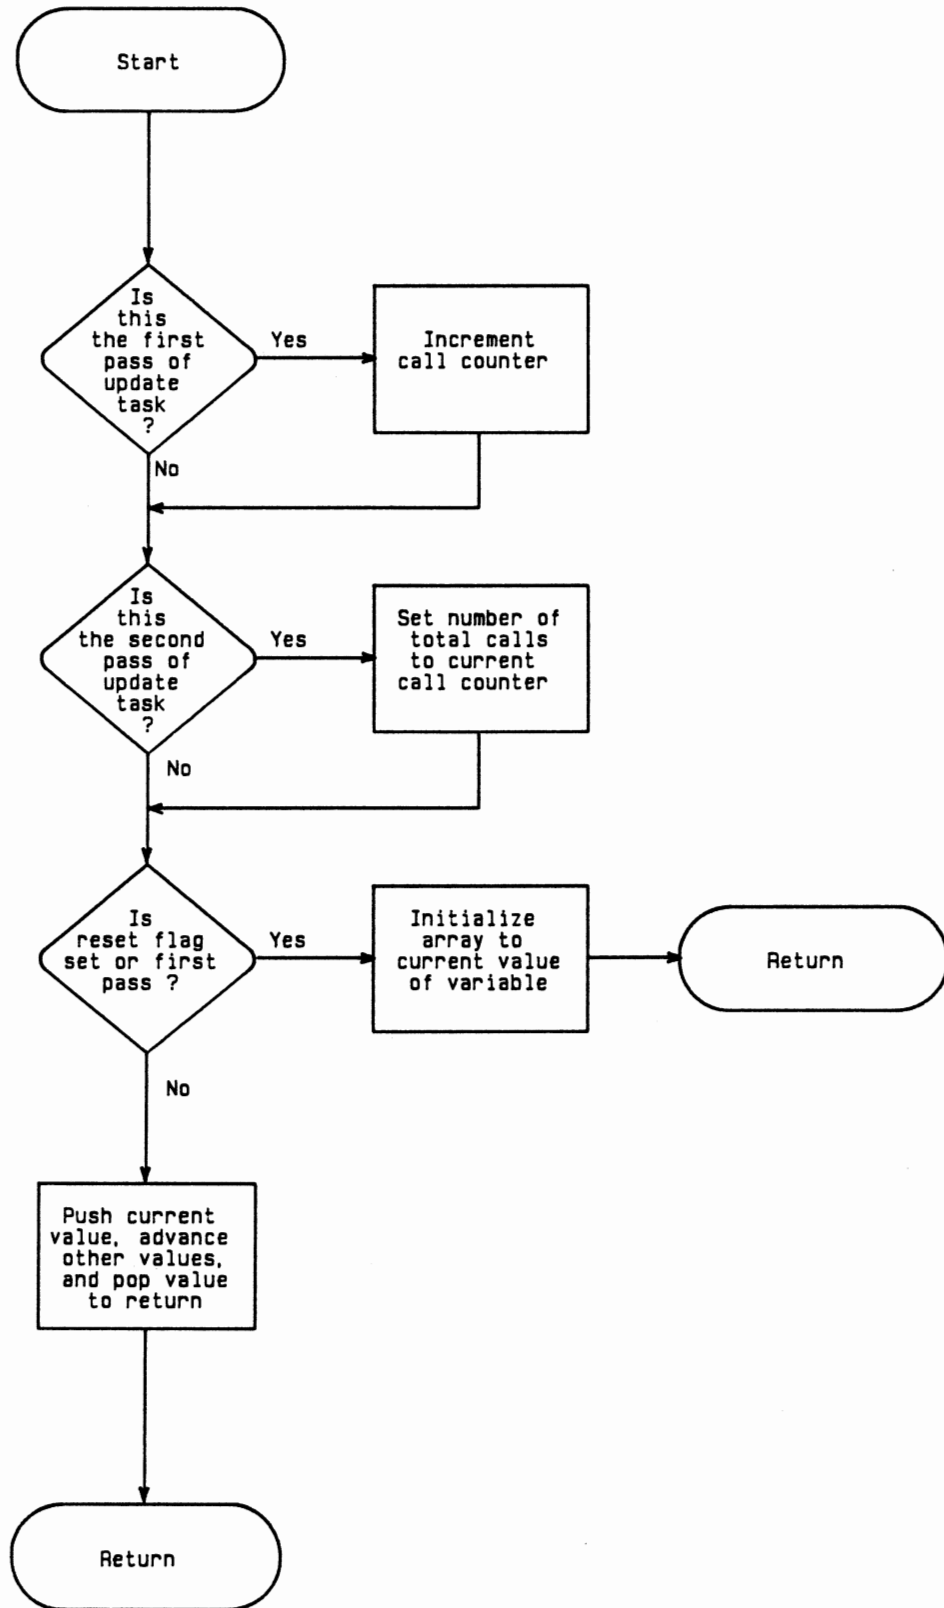 Start
Is
this
the first
pass of
update
task
?
Yes
Increment
call counter
No
Is
this
the second
pass of
update
task
?
Yes
Set number of
total calls
to current
call counter
No
Is
reset flag
set or first
pass ?
Yes
Initialize
array to
current value
of variable
Return
No
Push current
value, advance
other values,
and pop value
to return
Return